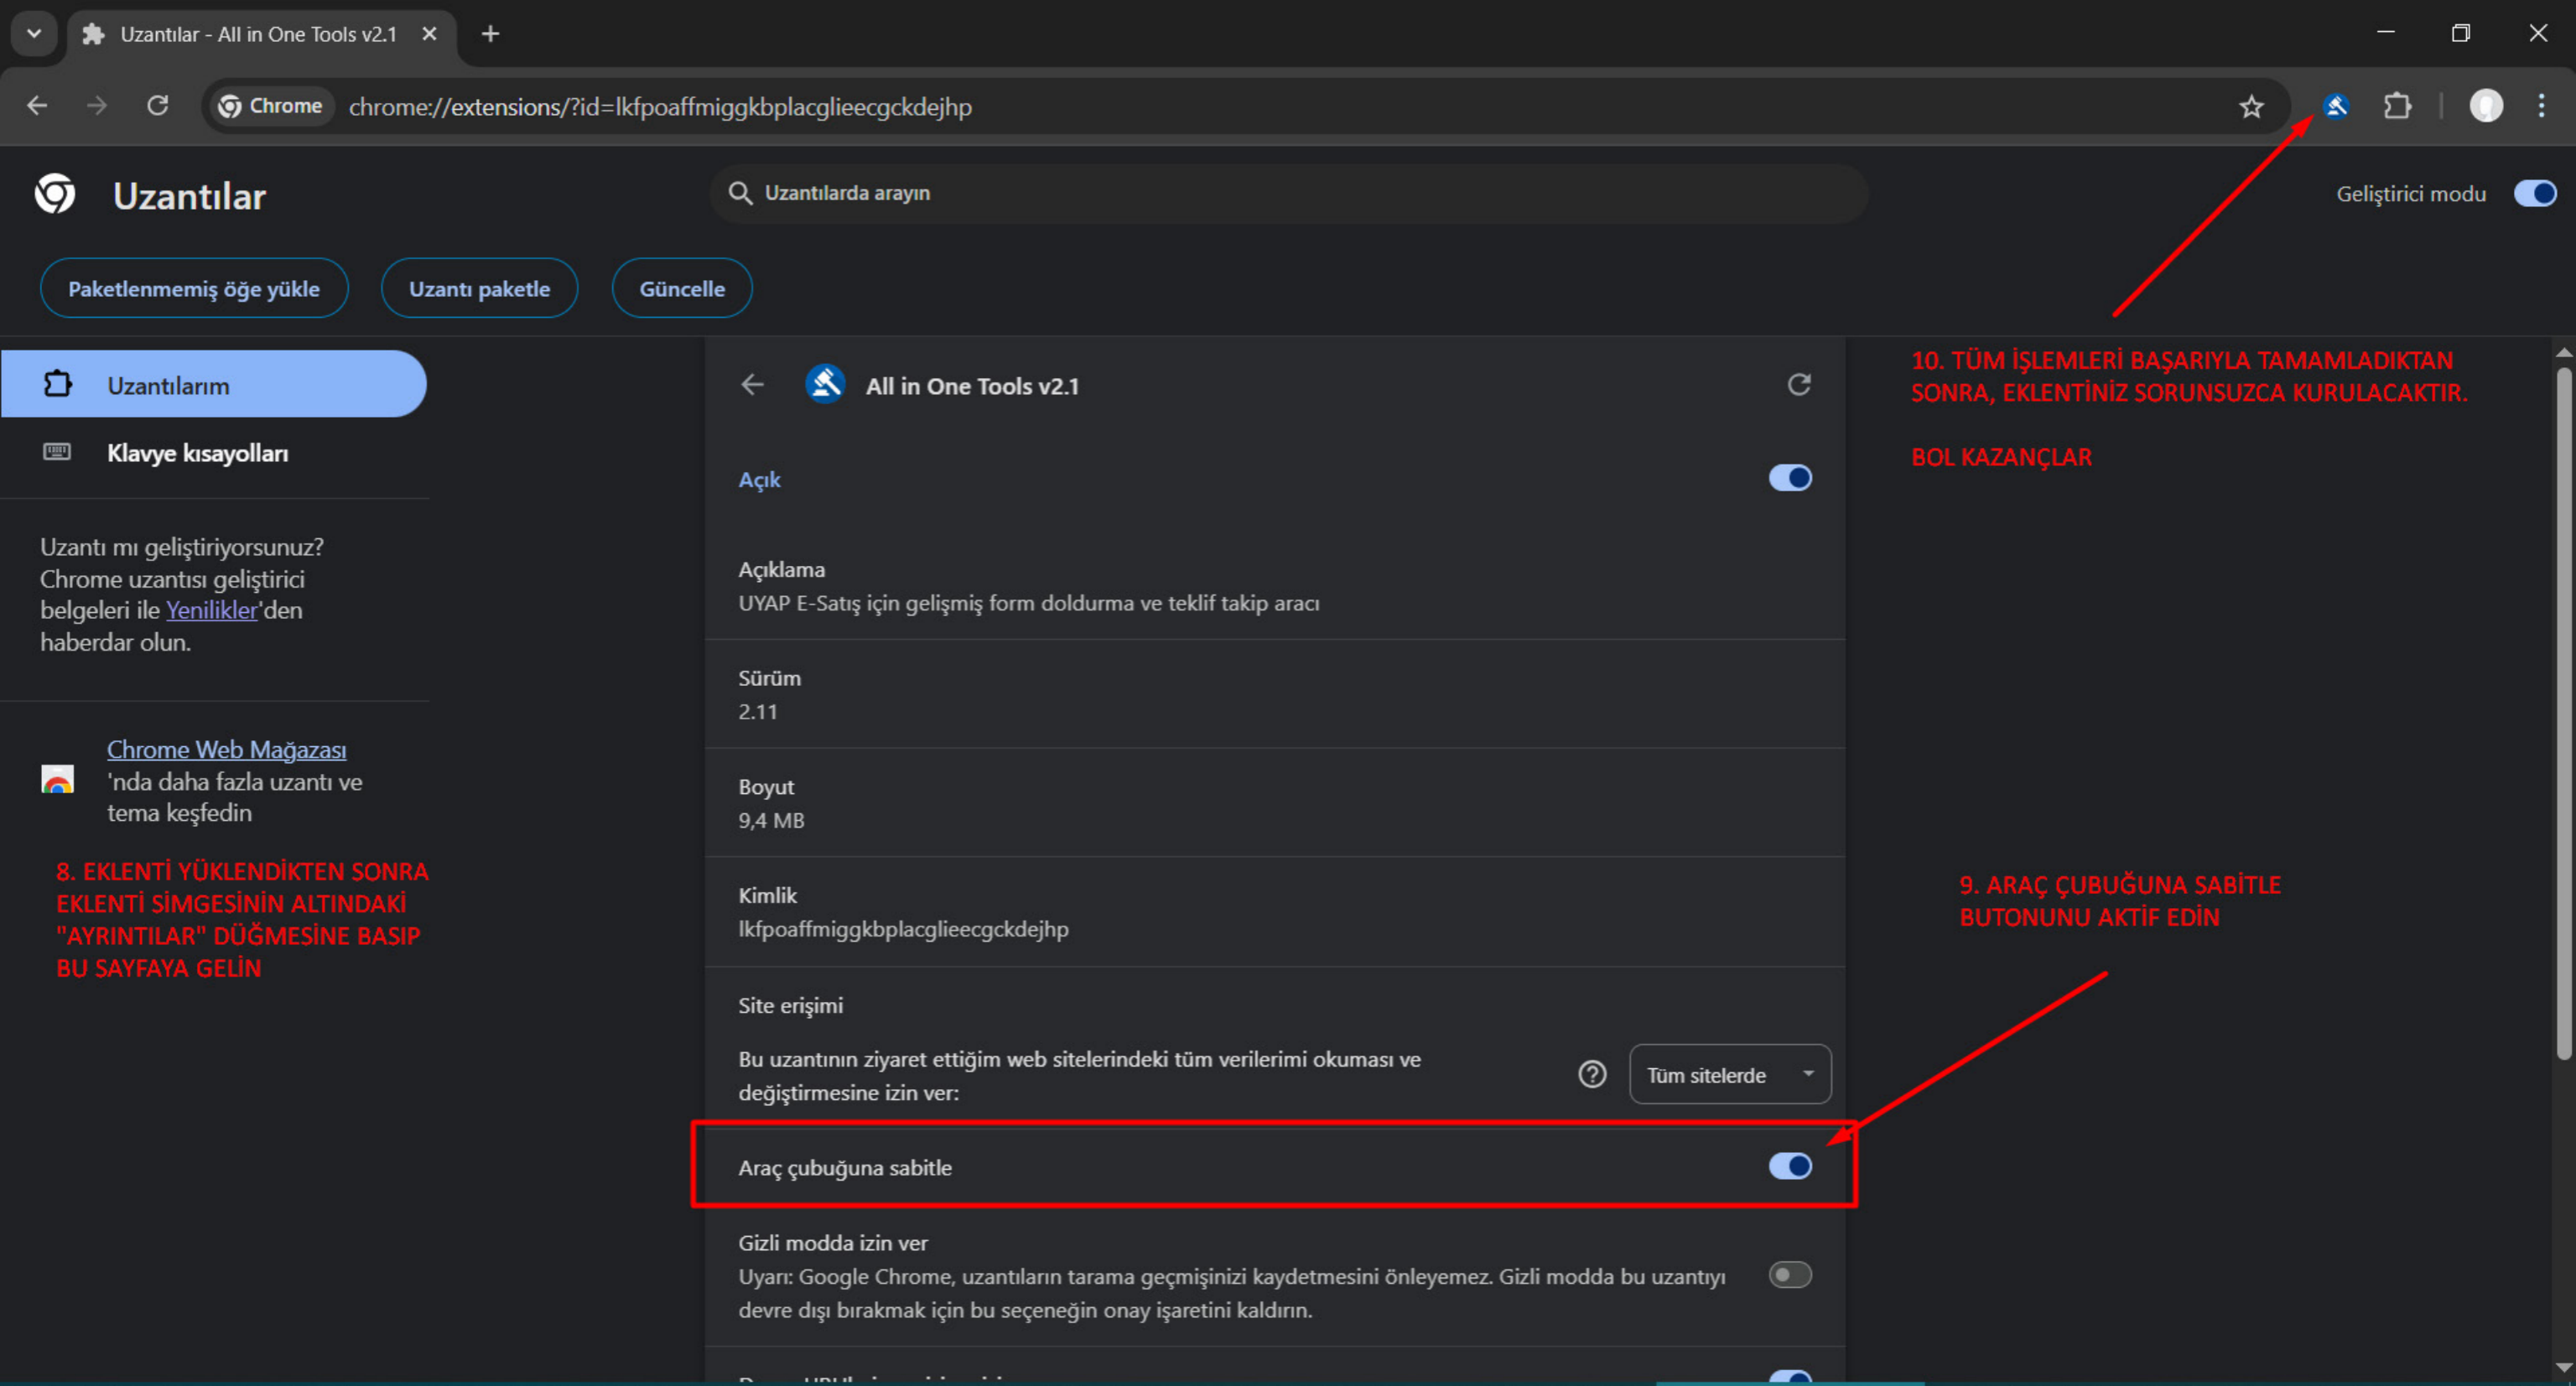 Uzantılar - All in One Tools v2.1
Chrome
chrome://extensions/?id=lkfpoaffmiggkbplacglieecgckdejhp
Uzantılar
Uzantılarda arayın
Geliştirici modu
Paketlenmemiş öğe yükle
Uzantı paketle
Güncelle
Uzantılarım
Klavye kısayolları
Uzantı mı geliştiriyorsunuz?
Chrome uzantısı geliştirici
belgeleri ile Yenilikler'den
haberdar olun.
Chrome Web Mağazası
'nda daha fazla uzantı ve
tema keşfedin
8. EKLENTİ YÜKLENDİKTEN SONRA
EKLENTİ SİMGESİNİN ALTINDAKİ
"AYRINTILAR" DÜĞMESİNE BASIP
BU SAYFAYA GELİN
All in One Tools v2.1
Açık
Açıklama
UYAP E-Satış için gelişmiş form doldurma ve teklif takip aracı
Sürüm
2.11
Boyut
9,4 MB
Kimlik
lkfpoaffmiggkbplacglieecgckdejhp
Site erişimi
Bu uzantının ziyaret ettiğim web sitelerindeki tüm verilerimi okuması ve
değiştirmesine izin ver:
Tüm sitelerde
Araç çubuğuna sabitle
Gizli modda izin ver
Uyarı: Google Chrome, uzantıların tarama geçmişinizi kaydetmesini önleyemez. Gizli modda bu uzantıyı
devre dışı bırakmak için bu seçeneğin onay işaretini kaldırın.
10. TÜM İŞLEMLERİ BAŞARIYLA TAMAMLADIKTAN
SONRA, EKLENTİNİZ SORUNSUZCA KURULACAKTIR.
BOL KAZANÇLAR
9. ARAÇ ÇUBUĞUNA SABİTLE
BUTONUNU AKTİF EDİN